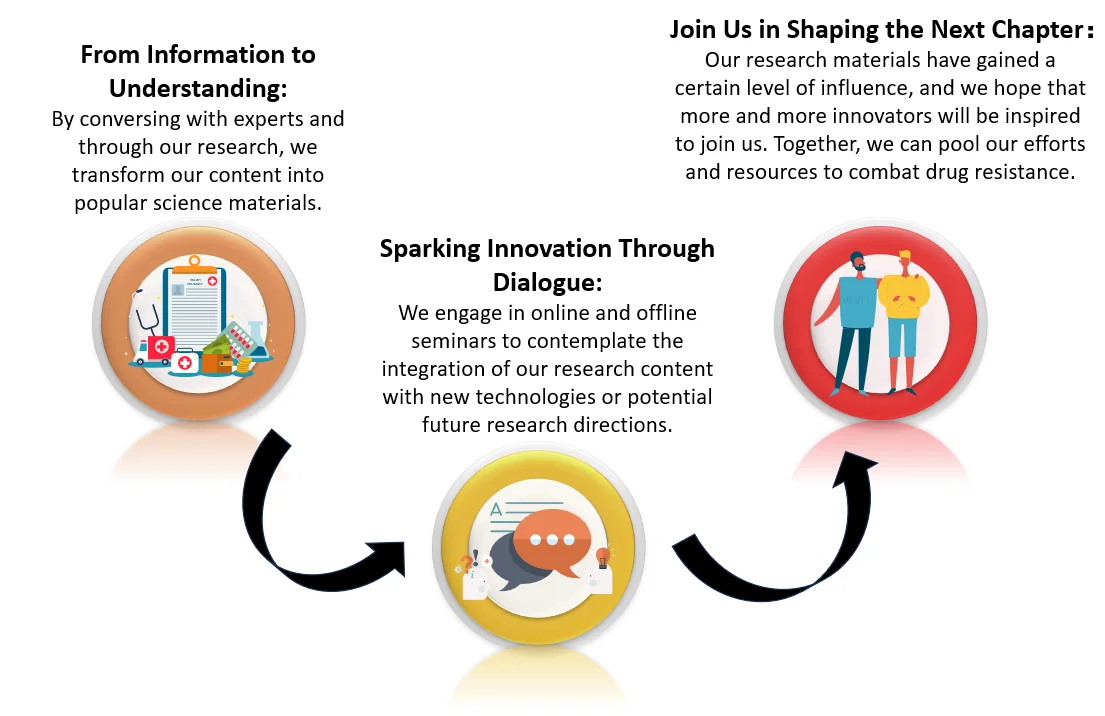 From Information to
Understanding:
By conversing with experts and
through our research, we
transform our content into
popular science materials.
Sparking Innovation Through
Dialogue:
We engage in online and offline
seminars to contemplate the
integration of our research content
with new technologies or potential
future research directions.
A
Join Us in Shaping the Next Chapter:
Our research materials have gained a
certain level of influence, and we hope that
more and more innovators will be inspired
to join us. Together, we can pool our efforts
and resources to combat drug resistance.